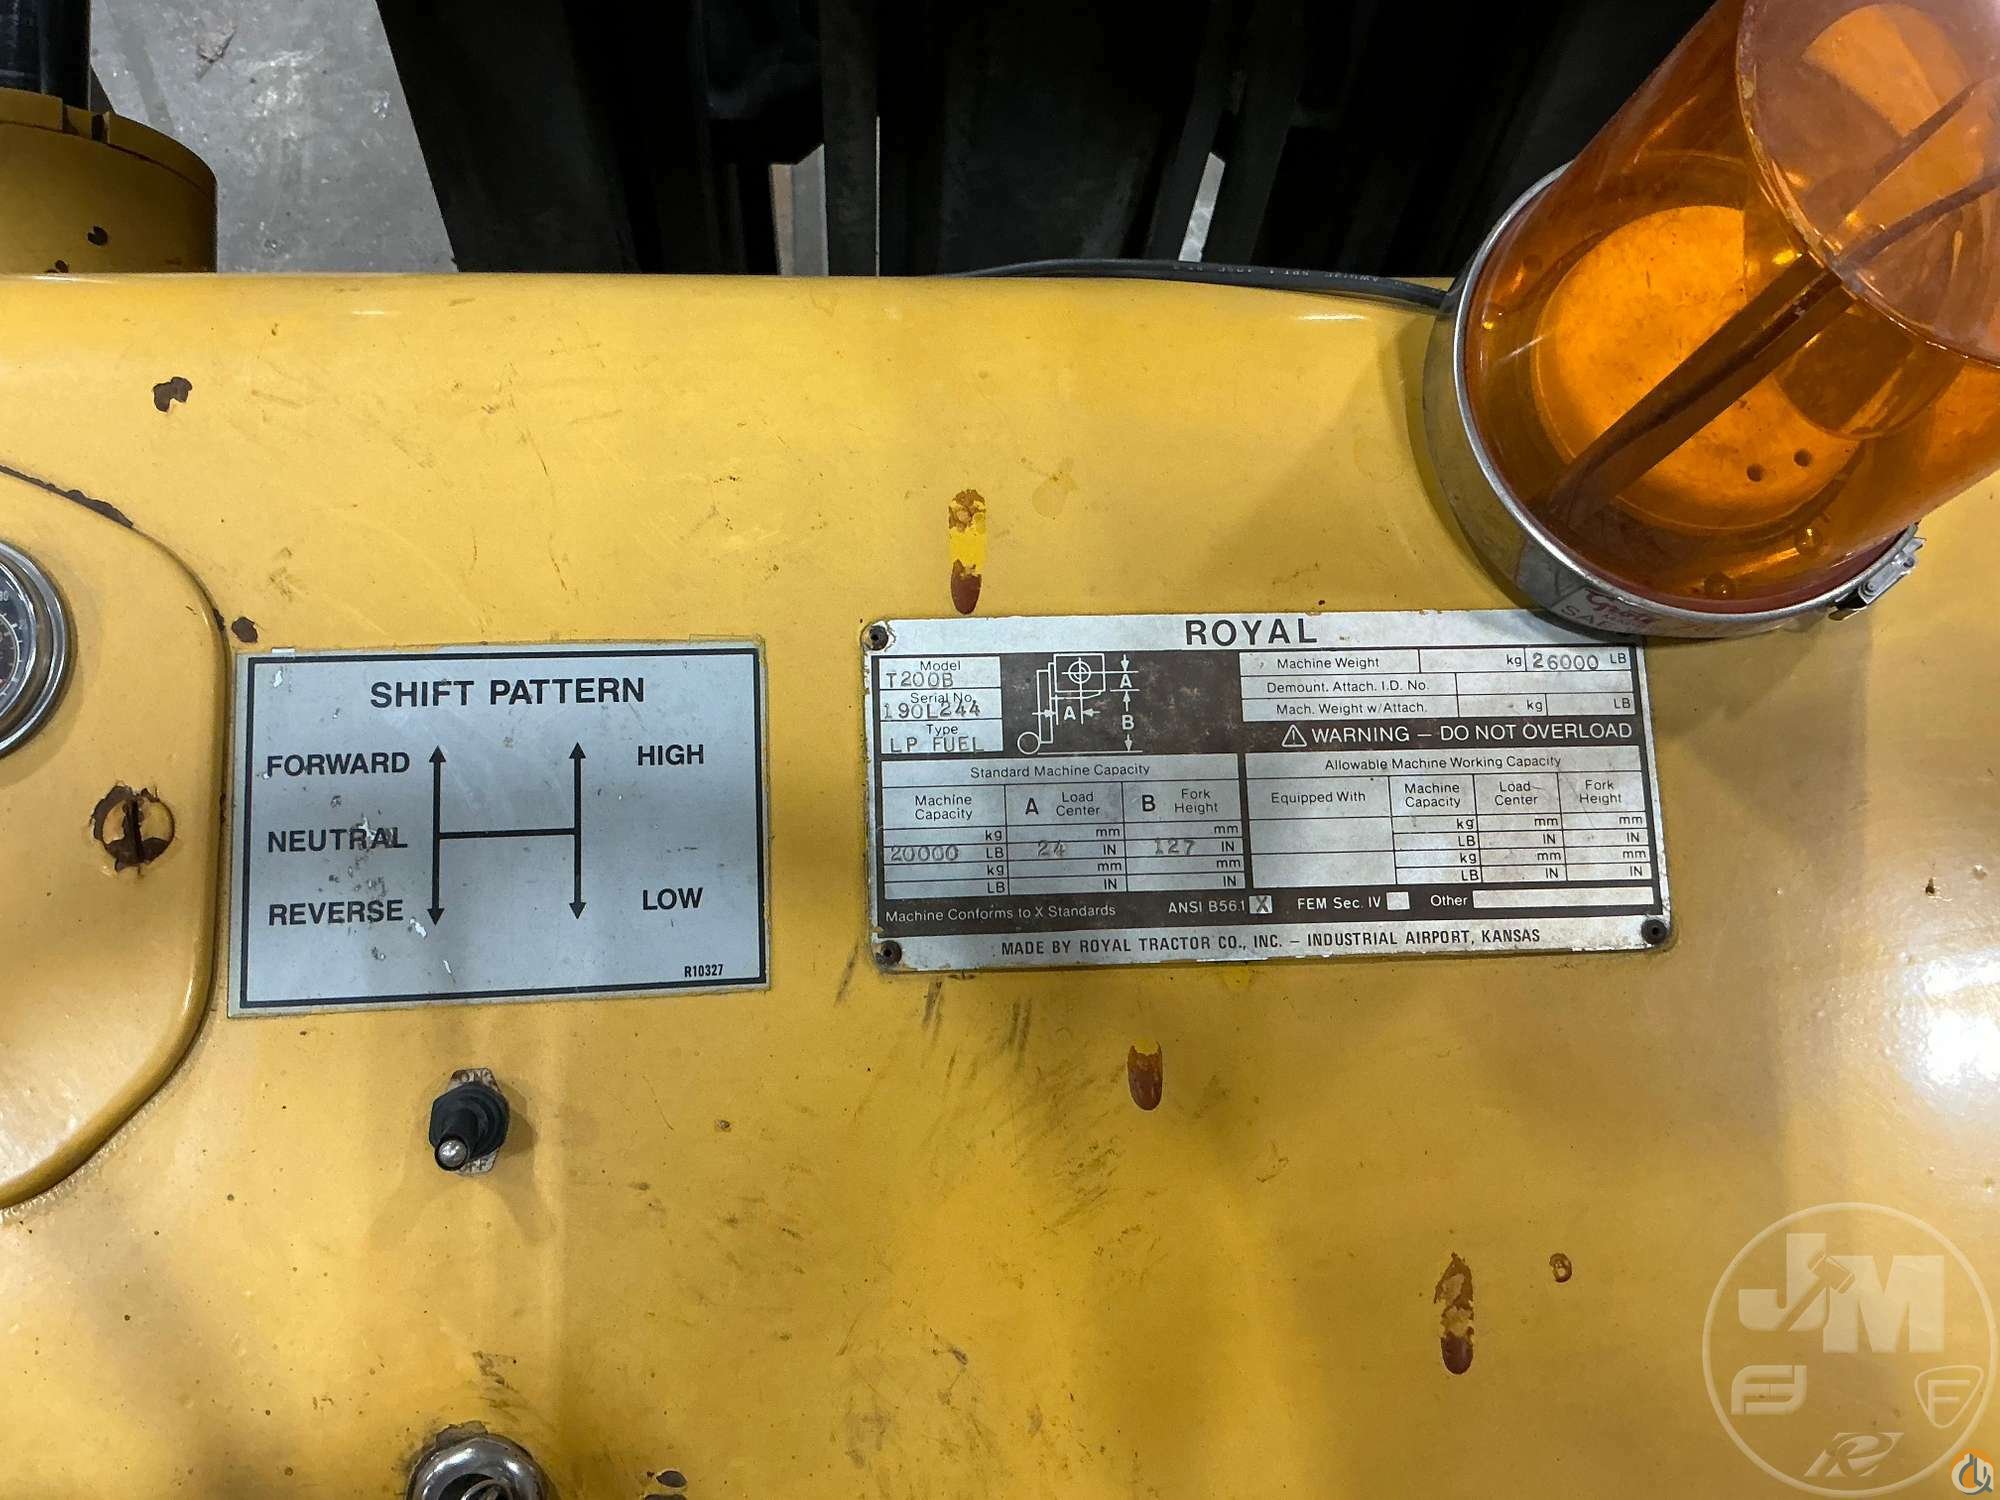 SHIFT PATTERN
FORWARD HIGH
NEUTRAL
REVERSE LOW
R10327
ROYAL
Model
T200B
Serial No.
190L244
Type
LP FUEL
A
A
B
Machine Weight kg 26000 LB
Demount. Attach. I.D. No.
Mach. Weight w/Attach. kg LB
WARNING — DO NOT OVERLOAD
Standard Machine Capacity
Machine Capacity A Load Center B Fork Height
kg mm mm
20000 LB 24 IN 127 IN
kg mm mm
LB IN IN
Allowable Machine Working Capacity
Equipped With Machine Capacity Load Center Fork Height
kg mm mm
LB IN IN
kg mm mm
LB IN IN
Machine Conforms to X Standards ANSI B56.1 X FEM Sec. IV Other
MADE BY ROYAL TRACTOR CO., INC. — INDUSTRIAL AIRPORT, KANSAS
JM